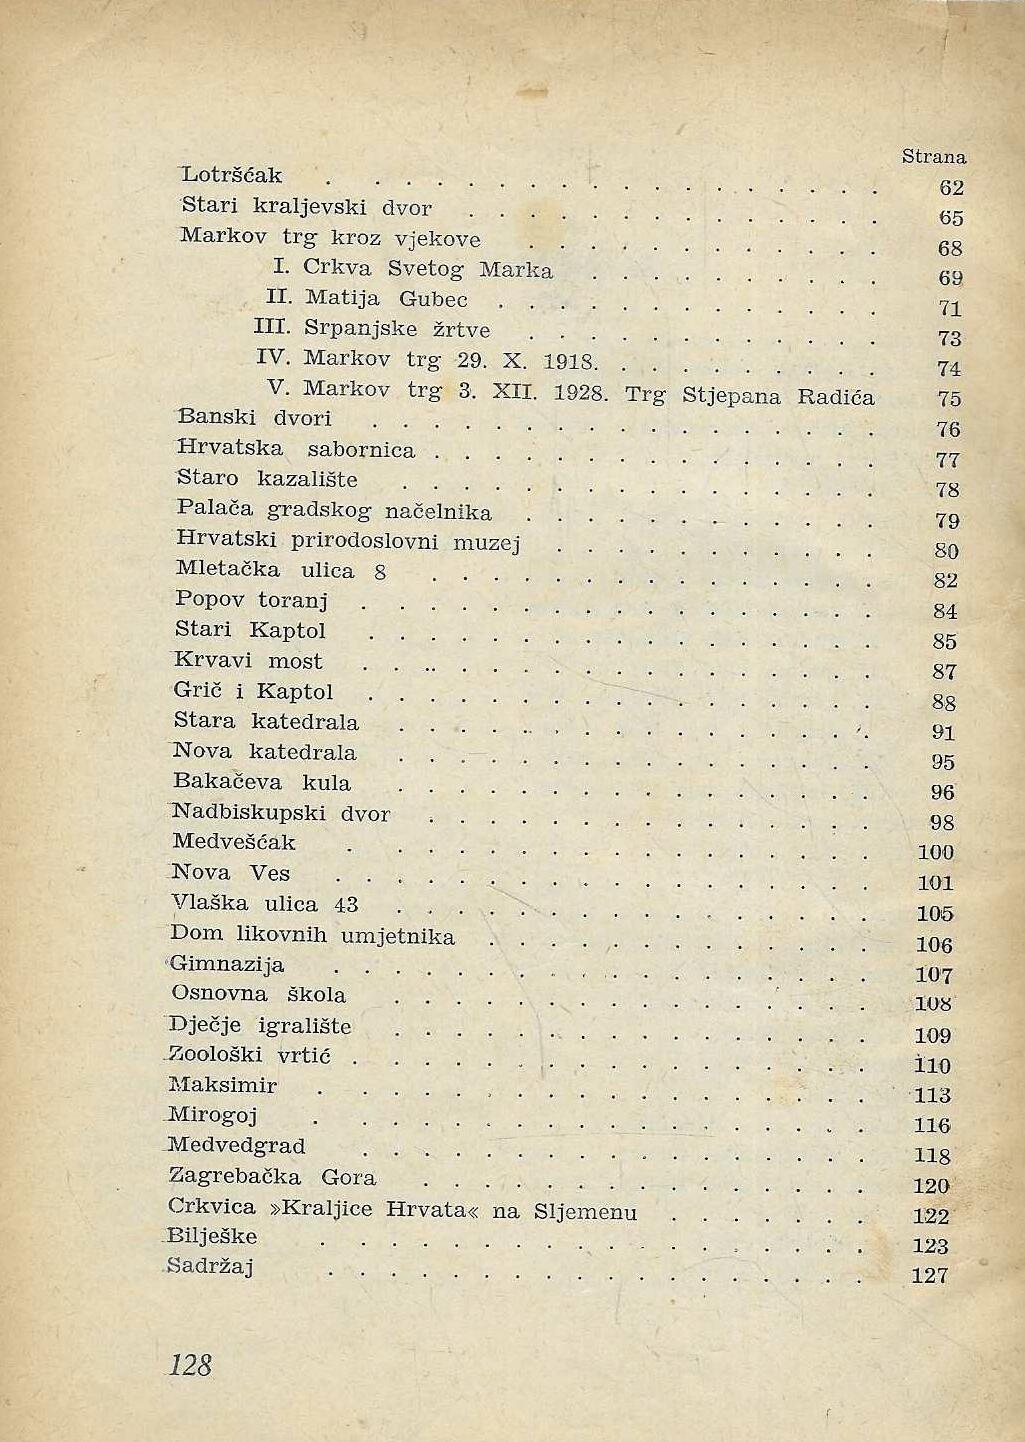 Strana
Lotršćak . . . . . . . . . . . . . . . . . 62
Stari kraljevski dvor . . . . . . . . . . . . . . 65
Markov trg kroz vjekove . . . . . . . . . . . . 68
I. Crkva Svetog Marka . . . . . . . . . . 69
II. Matija Gubec . . . . . . . . . . . . . 71
III. Srpanjske žrtve . . . . . . . . . . . . 73
IV. Markov trg 29. X. 1918. . . . . . . . . . 74
V. Markov trg 3. XII. 1928. Trg Stjepana Radića 75
Banski dvori . . . . . . . . . . . . . . . . . 76
Hrvatska sabornica . . . . . . . . . . . . . . . 77
Staro kazalište . . . . . . . . . . . . . . . . 78
Palača gradskog načelnika . . . . . . . . . . . . 79
Hrvatski prirodoslovni muzej . . . . . . . . . . . 80
Mletačka ulica 8 . . . . . . . . . . . . . . . 82
Popov toranj . . . . . . . . . . . . . . . . . 84
Stari Kaptol . . . . . . . . . . . . . . . . . 85
Krvavi most . . . . . . . . . . . . . . . . . 87
Grič i Kaptol . . . . . . . . . . . . . . . . . 88
Stara katedrala . . . . . . . . . . . . . . . . 91
Nova katedrala . . . . . . . . . . . . . . . . 95
Bakačeva kula . . . . . . . . . . . . . . . . 96
Nadbiskupski dvor . . . . . . . . . . . . . . . 98
Medvešćak . . . . . . . . . . . . . . . . . 100
Nova Ves . . . . . . . . . . . . . . . . . . 101
Vlaška ulica 43 . . . . . . . . . . . . . . . . 105
Dom likovnih umjetnika . . . . . . . . . . . . . 106
Gimnazija . . . . . . . . . . . . . . . . . . 107
Osnovna škola . . . . . . . . . . . . . . . . 108
Dječje igralište . . . . . . . . . . . . . . . . 109
Zoološki vrtić . . . . . . . . . . . . . . . . . 110
Maksimir . . . . . . . . . . . . . . . . . . 113
Mirogoj . . . . . . . . . . . . . . . . . . 116
Medvedgrad . . . . . . . . . . . . . . . . . 118
Zagrebačka Gora . . . . . . . . . . . . . . . 120
Crkvica »Kraljice Hrvata« na Sljemenu . . . . . . . 122
Bilješke . . . . . . . . . . . . . . . . . . 123
Sadržaj . . . . . . . . . . . . . . . . . . 127
128